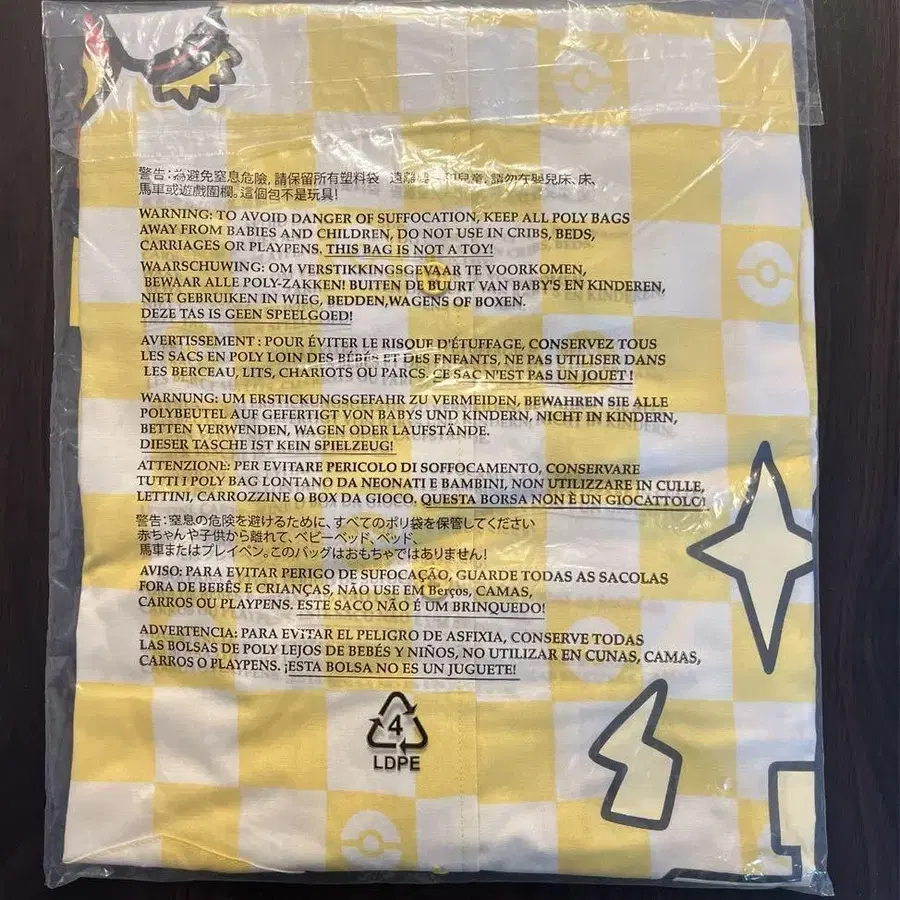 警告:為避免窒息危險, 請保留所有塑料袋 遠離 兒童, 請勿在嬰兒床、床、
馬車或遊戲圍欄。這個包不是玩具!
WARNING: TO AVOID DANGER OF SUFFOCATION, KEEP ALL POLY BAGS
AWAY FROM BABIES AND CHILDREN, DO NOT USE IN CRIBS, BEDS,
CARRIAGES OR PLAYPENS. THIS BAG IS NOT A TOY!
WAARSCHUWING: OM VERSTIKKINGSGEVAAR TE VOORKOMEN,
BEWAAR ALLE POLY-ZAKKEN! BUITEN DE BUURT VAN BABY'S EN KINDEREN,
NIET GEBRUIKEN IN WIEG, BEDDEN,WAGENS OF BOXEN.
DEZE TAS IS GEEN SPEELGOED!
AVERTISSEMENT : POUR ÉVITER LE RISQUE D'ÉTUFFAGE, CONSERVEZ TOUS
LES SACS EN POLY LOIN DES BÉBÉS ET DES FNFANTS, NE PAS UTILISER DANS
LES BERCEAU, LITS, CHARIOTS OU PARCS. CE SAC N'EST PAS UN JOUET !
WARNUNG: UM ERSTICKUNGSGEFAHR ZU VERMEIDEN, BEWAHREN SIE ALLE
POLYBEUTEL AUF GEFERTIGT VON BABYS UND KINDERN, NICHT IN KINDERN,
BETTEN VERWENDEN, WAGEN ODER LAUFSTÄNDE.
DIESER TASCHE IST KEIN SPIELZEUG!
ATTENZIONE: PER EVITARE PERICOLO DI SOFFOCAMENTO, CONSERVARE
TUTTI I POLY BAG LONTANO DA NEONATI E BAMBINI, NON UTILIZZARE IN CULLE,
LETTINI, CARROZZINE O BOX DA GIOCO. QUESTA BORSA NON È UN GIOCATTOLO!
警告:窒息の危険を避けるために、すべてのポリ袋を保管してください
赤ちゃんや子供から離れて、ベビーベッド、ベッド、
馬車またはプレイペン。このバッグはおもちゃではありません!
AVISO: PARA EVITAR PERIGO DE SUFOCAÇÃO, GUARDE TODAS AS SACOLAS
FORA DE BEBÊS E CRIANÇAS, NÃO USE EM Berços, CAMAS,
CARROS OU PLAYPENS. ESTE SACO NÃO É UM BRINQUEDO!
ADVERTENCIA: PARA EVITAR EL PELIGRO DE ASFIXIA, CONSERVE TODAS
LAS BOLSAS DE POLY LEJOS DE BEBÉS Y NIÑOS, NO UTILIZAR EN CUNAS, CAMAS,
CARROS O PLAYPENS. ¡ESTA BOLSA NO ES UN JUGUETE!
4
LDPE